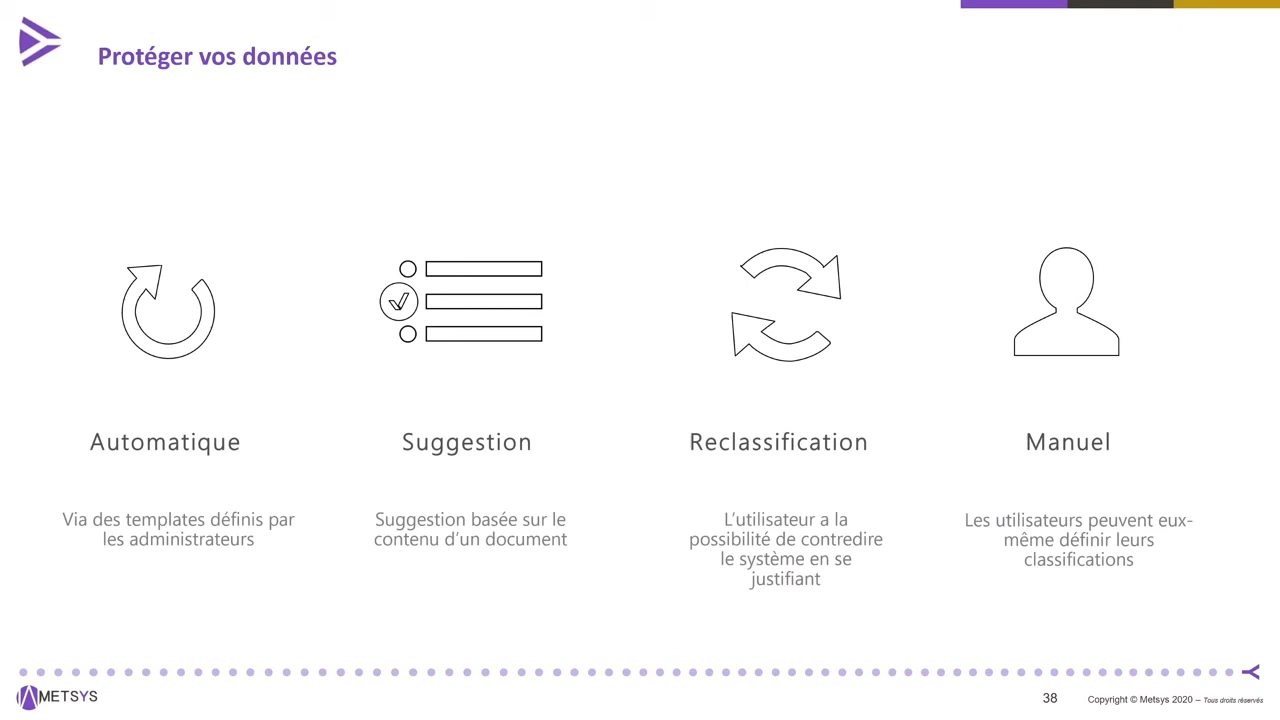 Protéger vos données
Automatique
Via des templates définis par
les administrateurs
Suggestion
Suggestion basée sur le
contenu d’un document
Reclassification
L’utilisateur a la
possibilité de contredire
le système en se
justifiant
Manuel
Les utilisateurs peuvent eux-
même définir leurs
classifications
METSYS
38
Copyright © Metsys 2020 – Tous droits réservés